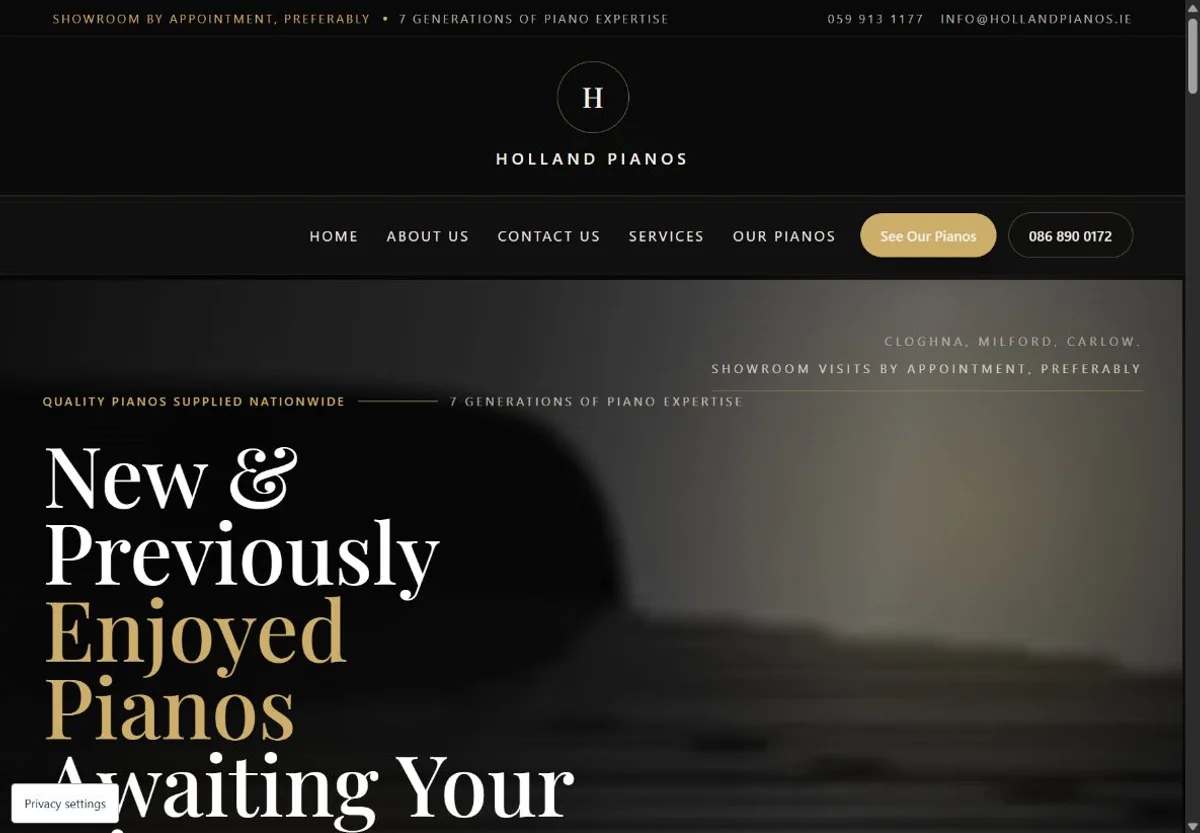 SHOWROOM BY APPOINTMENT, PREFERABLY • 7 GENERATIONS OF PIANO EXPERTISE
059 913 1177 INFO@HOLLANDPIANOS.IE
H
HOLLAND PIANOS
HOME ABOUT US CONTACT US SERVICES OUR PIANOS See Our Pianos 086 890 0172
CLOGHNA, MILFORD, CARLOW.
SHOWROOM VISITS BY APPOINTMENT, PREFERABLY
QUALITY PIANOS SUPPLIED NATIONWIDE
7 GENERATIONS OF PIANO EXPERTISE
New &
Previously
Enjoyed
Pianos
Awaiting Your
Privacy settings